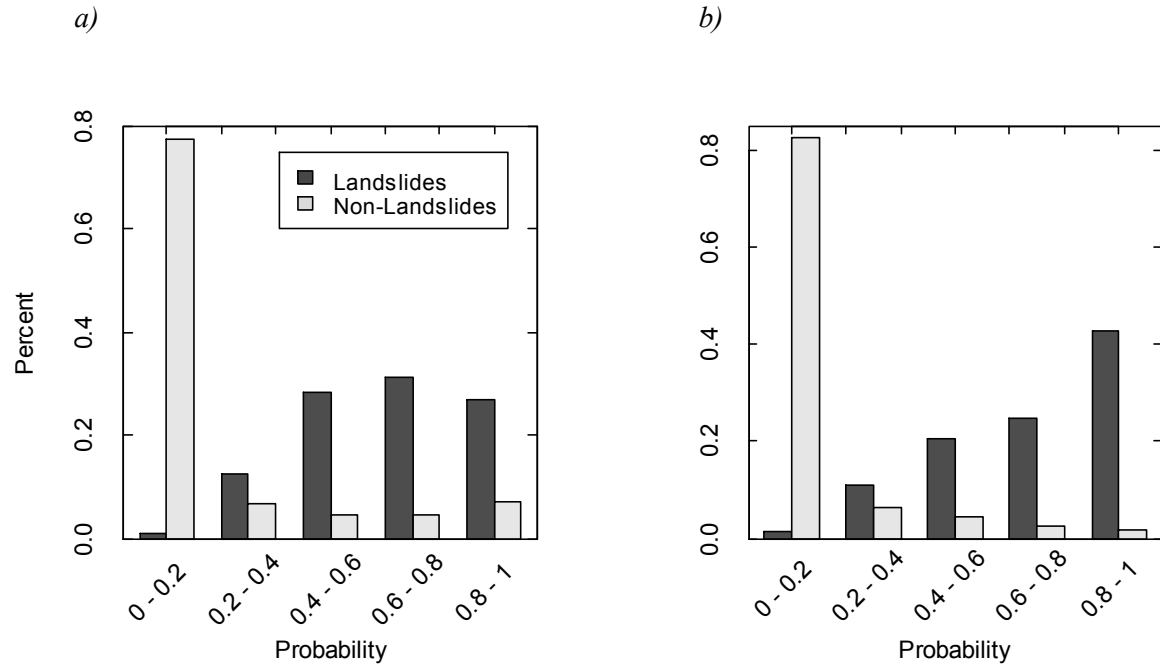 a)
0.8
0.6
0.4
0.2
0.0
Percent
Landslides
Non-Landslides
0 - 0.2
0.2 - 0.4
0.4 - 0.6
0.6 - 0.8
0.8 - 1
Probability
b)
0.8
0.6
0.4
0.2
0.0
0 - 0.2
0.2 - 0.4
0.4 - 0.6
0.6 - 0.8
0.8 - 1
Probability